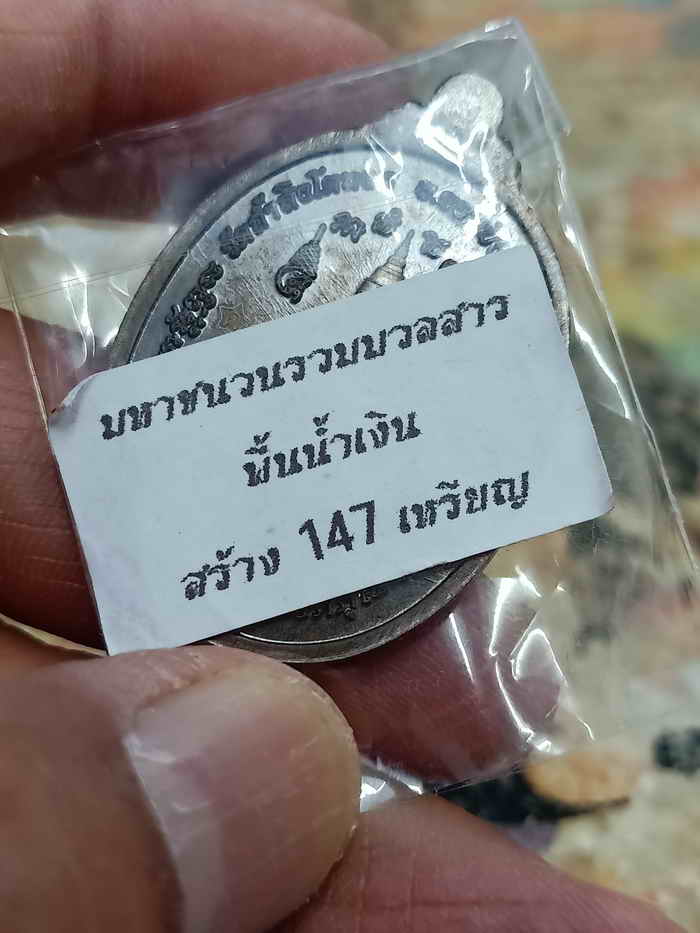 มหาชนวนรวมมวลสาร
พื้นน้ำเงิน
สร้าง 147 เหรียญ